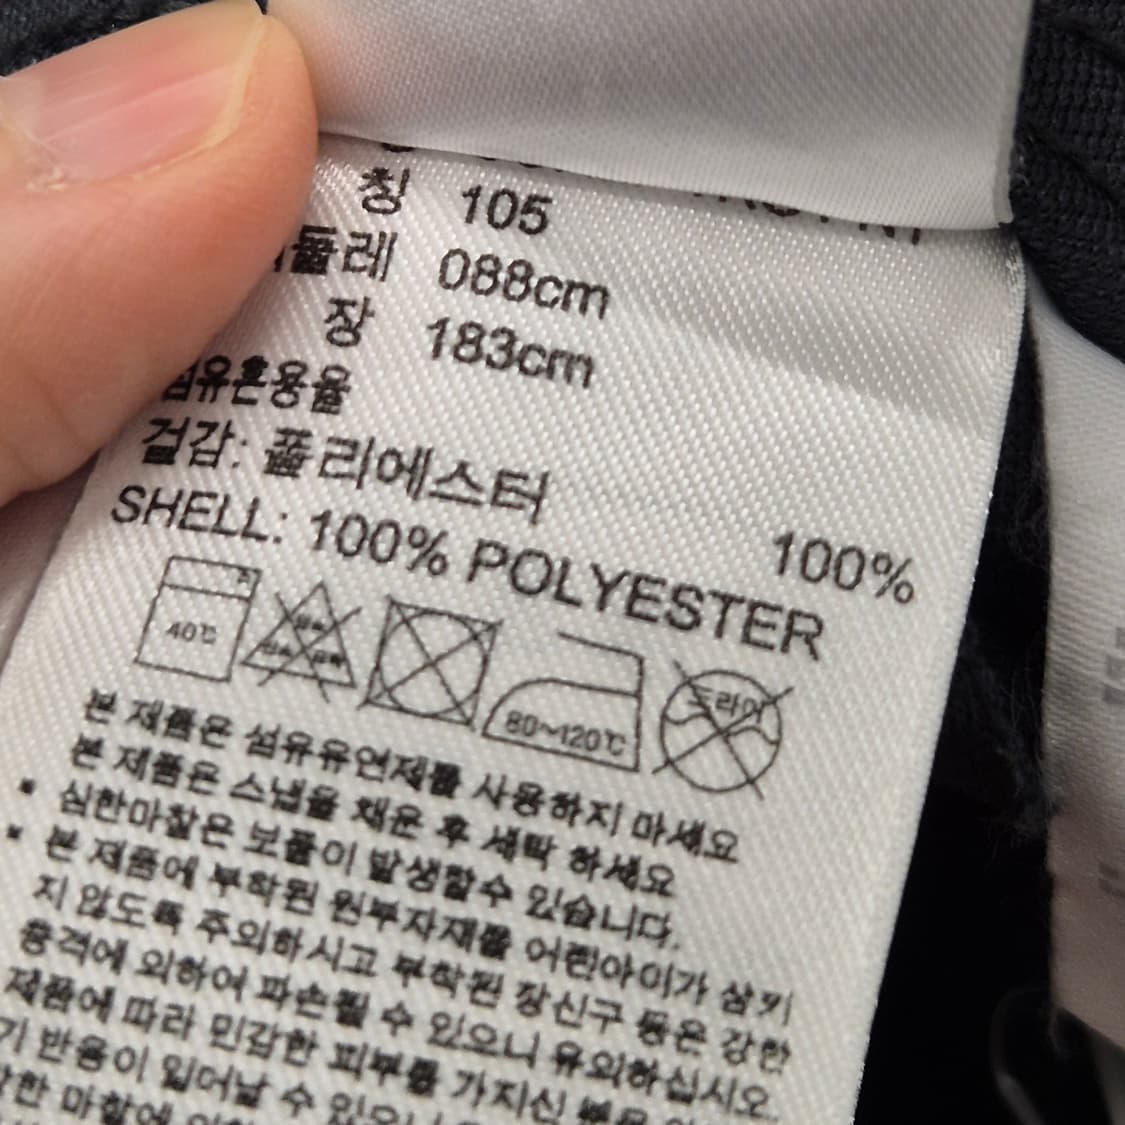 칭 105
둘레 088cm
장 183cm
섬유혼용율
겉감: 폴리에스터
100%
SHELL: 100% POLYESTER
40℃
80~120℃
드라이
본 제품은 섬유유연제를 사용하지 마세요
본 제품은 스냅을 채운 후 세탁 하세요
▪ 심한마찰은 보풀이 발생할수 있습니다.
▪ 본 제품에 부착된 원부자재를 어린아이가 삼키
지 않도록 주의하시고 부착된 장신구 등은 강한
충격에 의하여 파손될 수 있으니 유의하십시오.
제품에 따라 민감한 피부를 가지신 분은
기 반응이 일어날 수
한 마찰에 의한